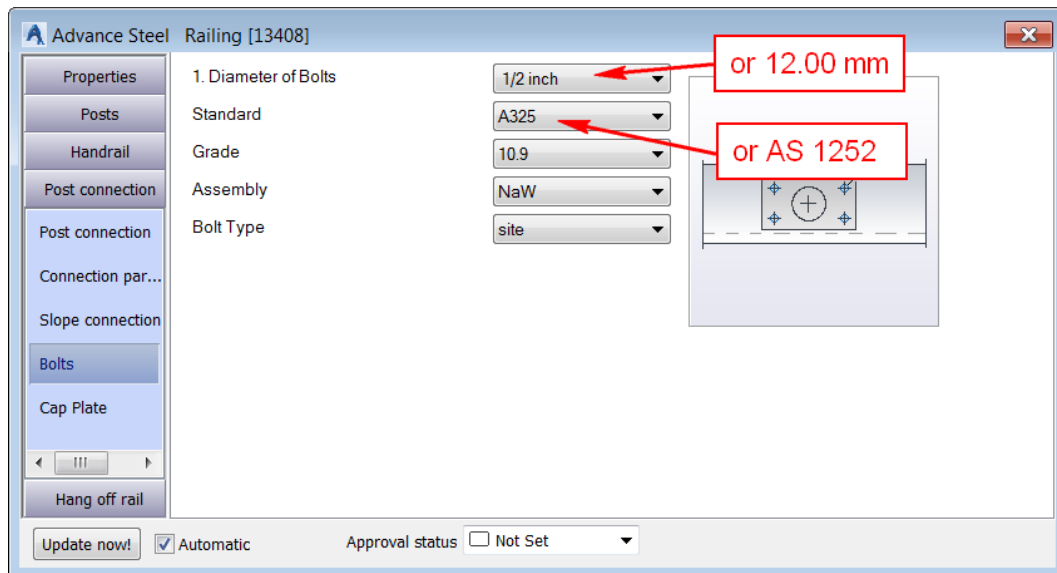 Advance Steel Railing [13408]
Properties
Posts
Handrail
Post connection
Post connection
Connection par...
Slope connection
Bolts
Cap Plate
Hang off rail
1. Diameter of Bolts 1/2 inch
Standard A325
Grade 10.9
Assembly NaW
Bolt Type site
or 12.00 mm
or AS 1252
Update now! Automatic Approval status Not Set